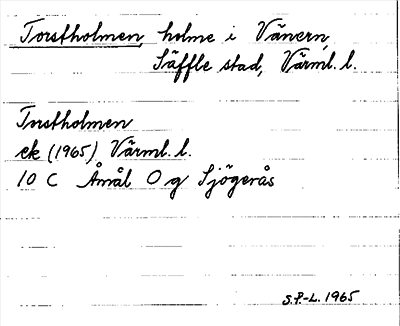 Torstholmen, holme i Vänern,
Säffle stad, Värml. l.
Torstholmen
ek (1965) Värml. l.
10 C Åmål O g Sjögerås
S.P-L. 1965